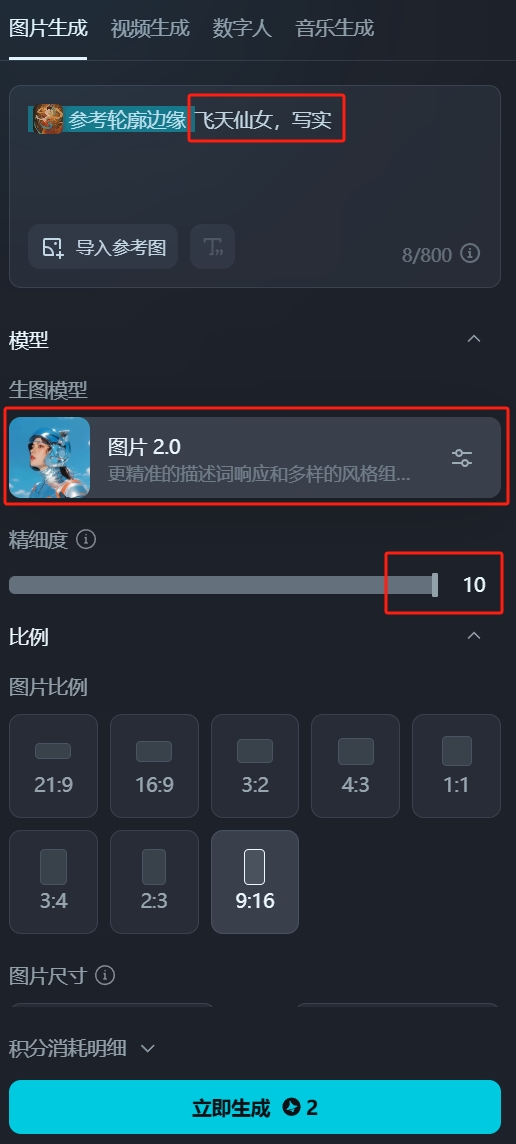 图片生成 视频生成 数字人 音乐生成
参考轮廓边缘 飞天仙女，写实
导入参考图 T
8/800
模型
生图模型
图片 2.0
更精准的描述词响应和多样的风格组...
精细度
10
比例
图片比例
21:9 16:9 3:2 4:3 1:1
3:4 2:3 9:16
图片尺寸
积分消耗明细
立即生成 2